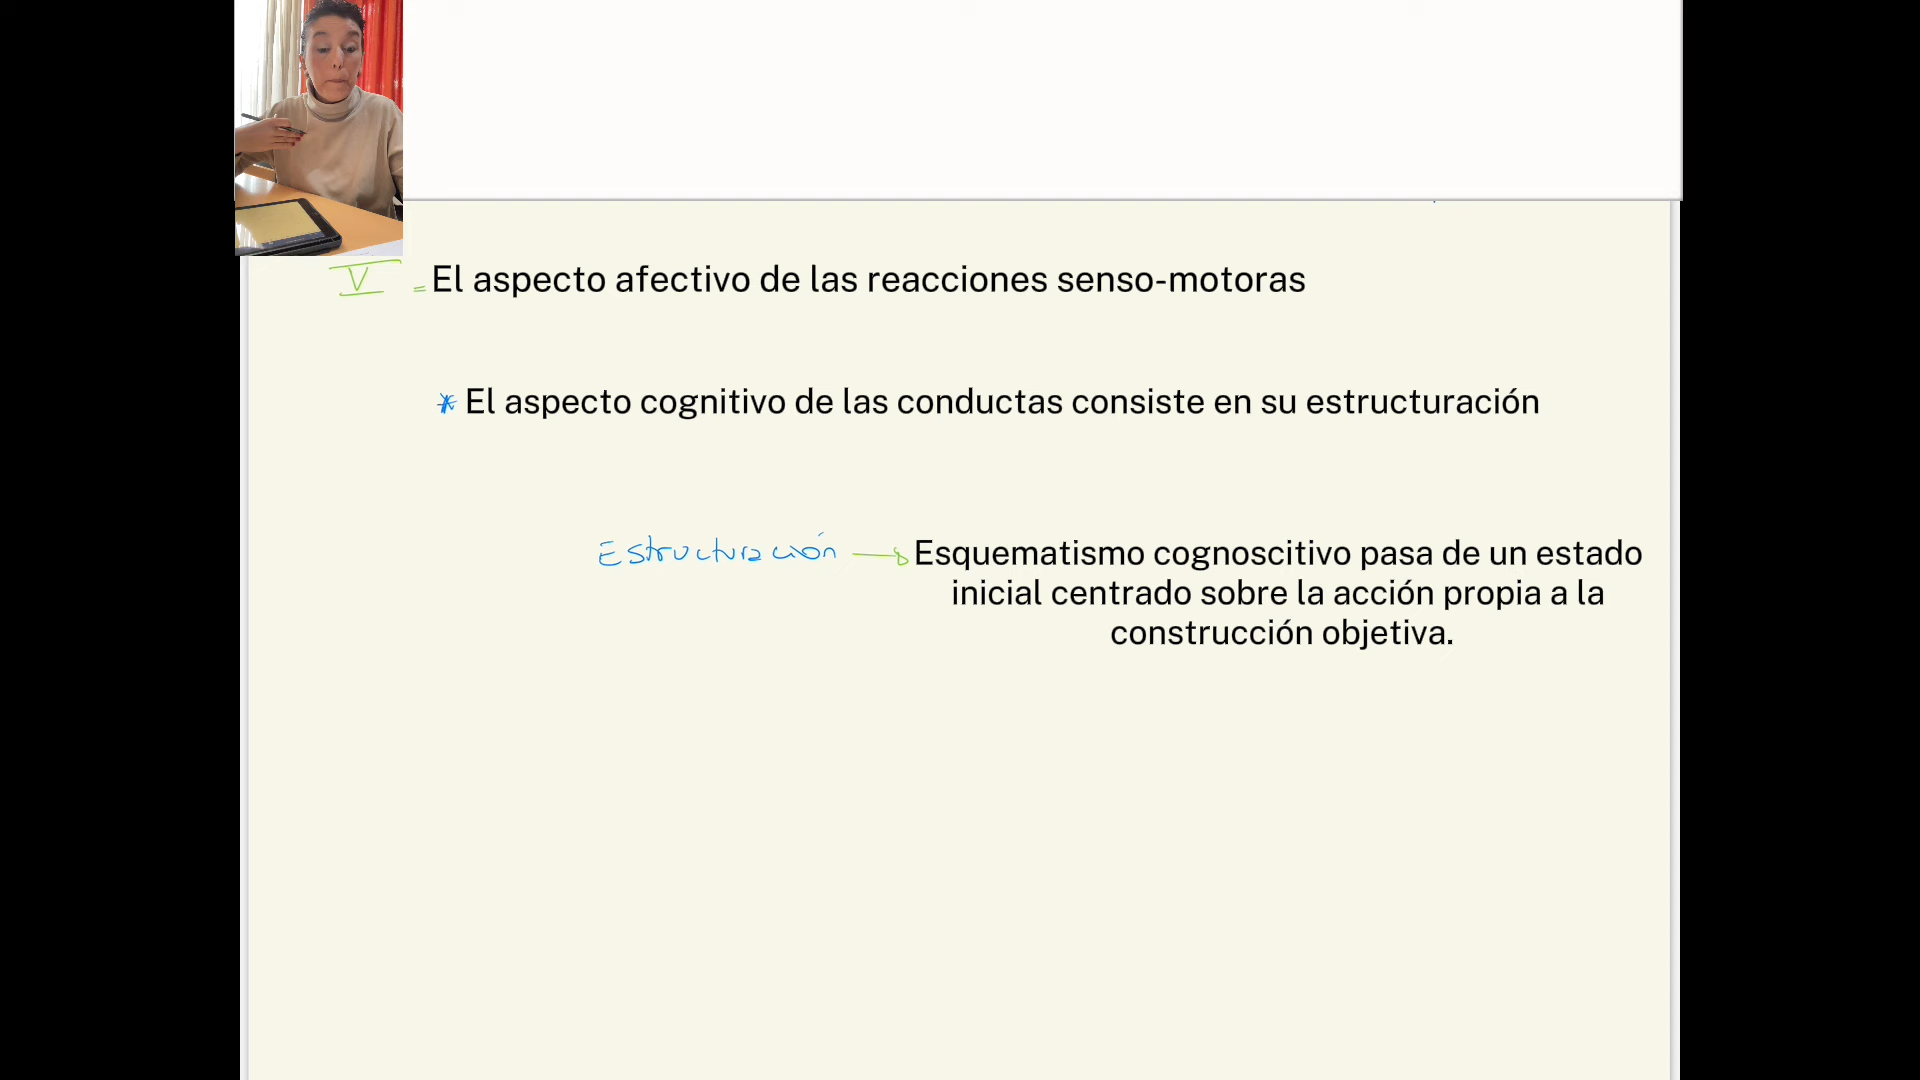 V = El aspecto afectivo de las reacciones senso-motoras
* El aspecto cognitivo de las conductas consiste en su estructuración
Estructuración → Esquematismo cognoscitivo pasa de un estado
inicial centrado sobre la acción propia a la
construcción objetiva.